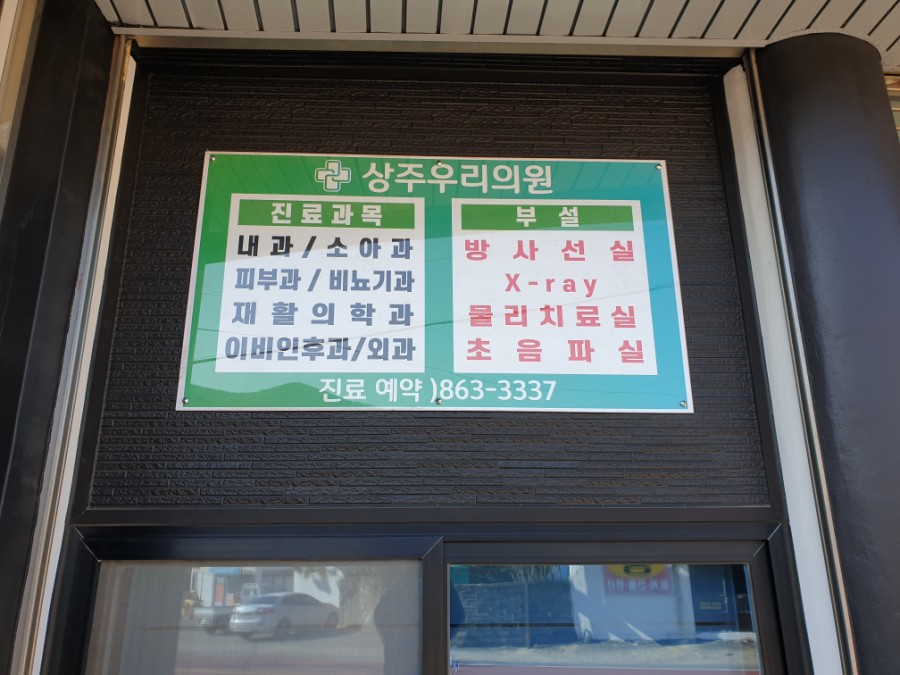 상주우리의원
진료과목
내과/소아과
피부과/비뇨기과
재활의학과
이비인후과/외과
부설
방사선실
X-ray
물리치료실
초음파실
진료 예약)863-3337